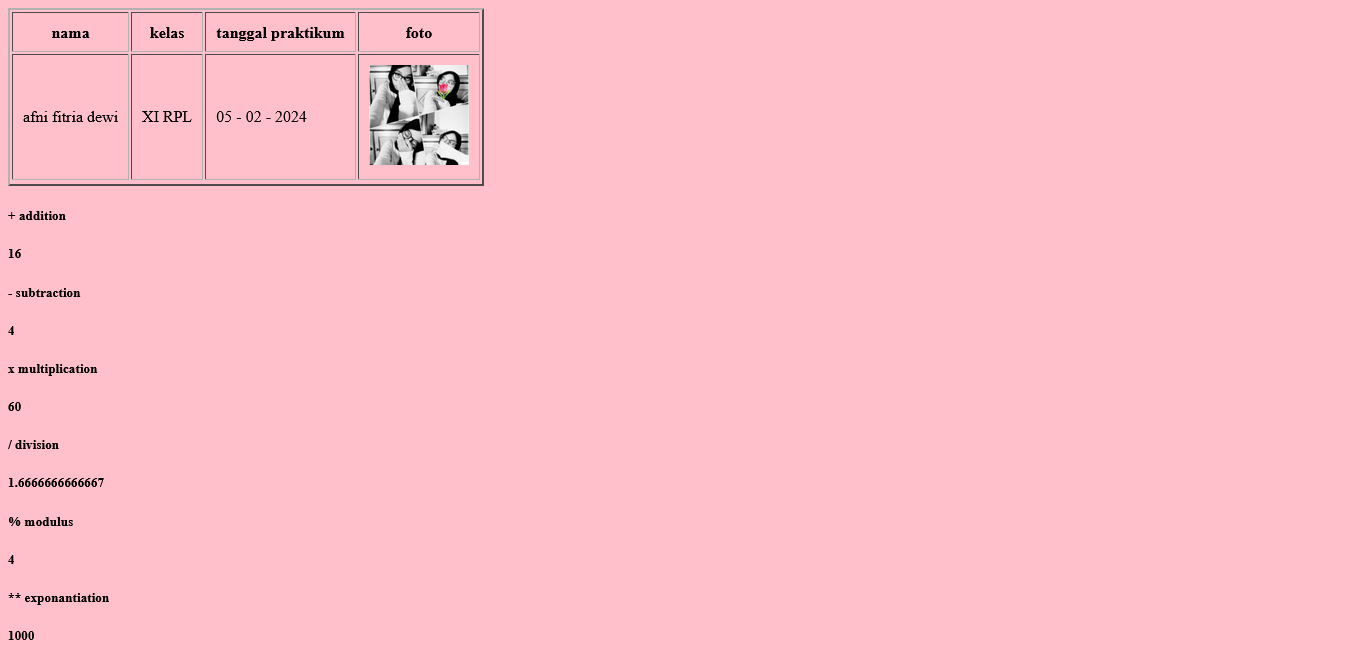 nama kelas tanggal praktikum foto
afni fitria dewi XI RPL 05 - 02 - 2024
+ addition
16
- subtraction
4
x multiplication
60
/ division
1.6666666666667
% modulus
4
** exponantiation
1000